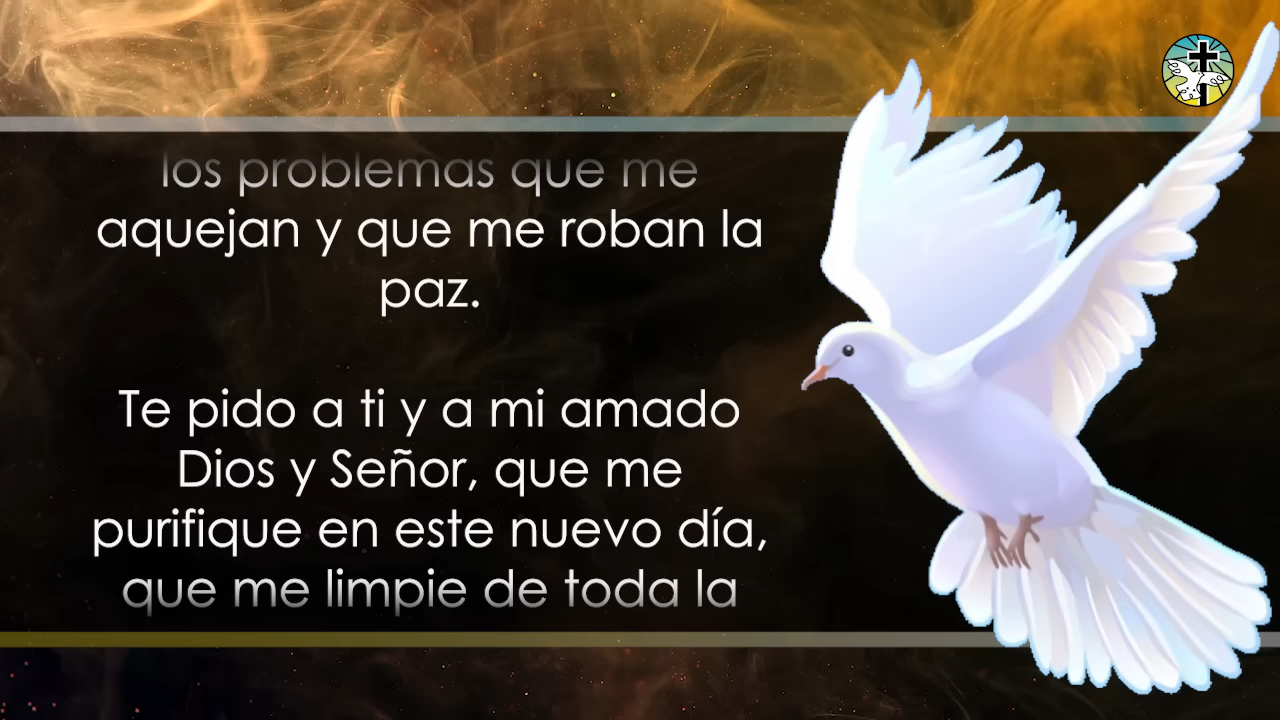 los problemas que me
aquejan y que me roban la
paz.
Te pido a ti y a mi amado
Dios y Señor, que me
purifique en este nuevo día,
que me limpie de toda la